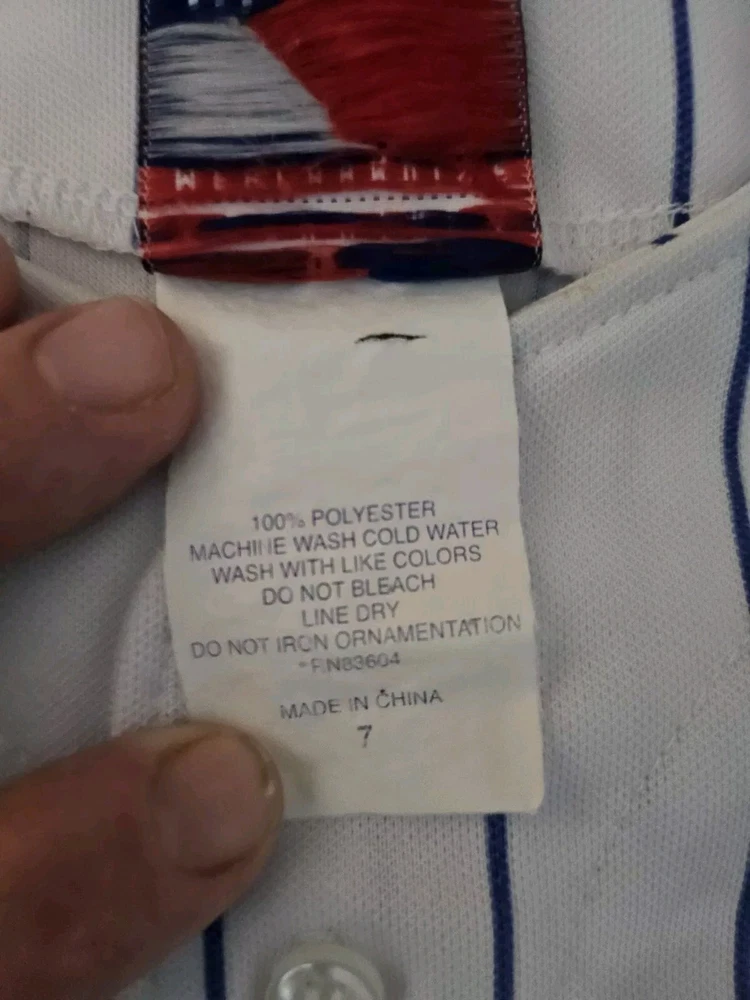 100% POLYESTER
MACHINE WASH COLD WATER
WASH WITH LIKE COLORS
DO NOT BLEACH
LINE DRY
DO NOT IRON ORNAMENTATION
RN83604
MADE IN CHINA
7